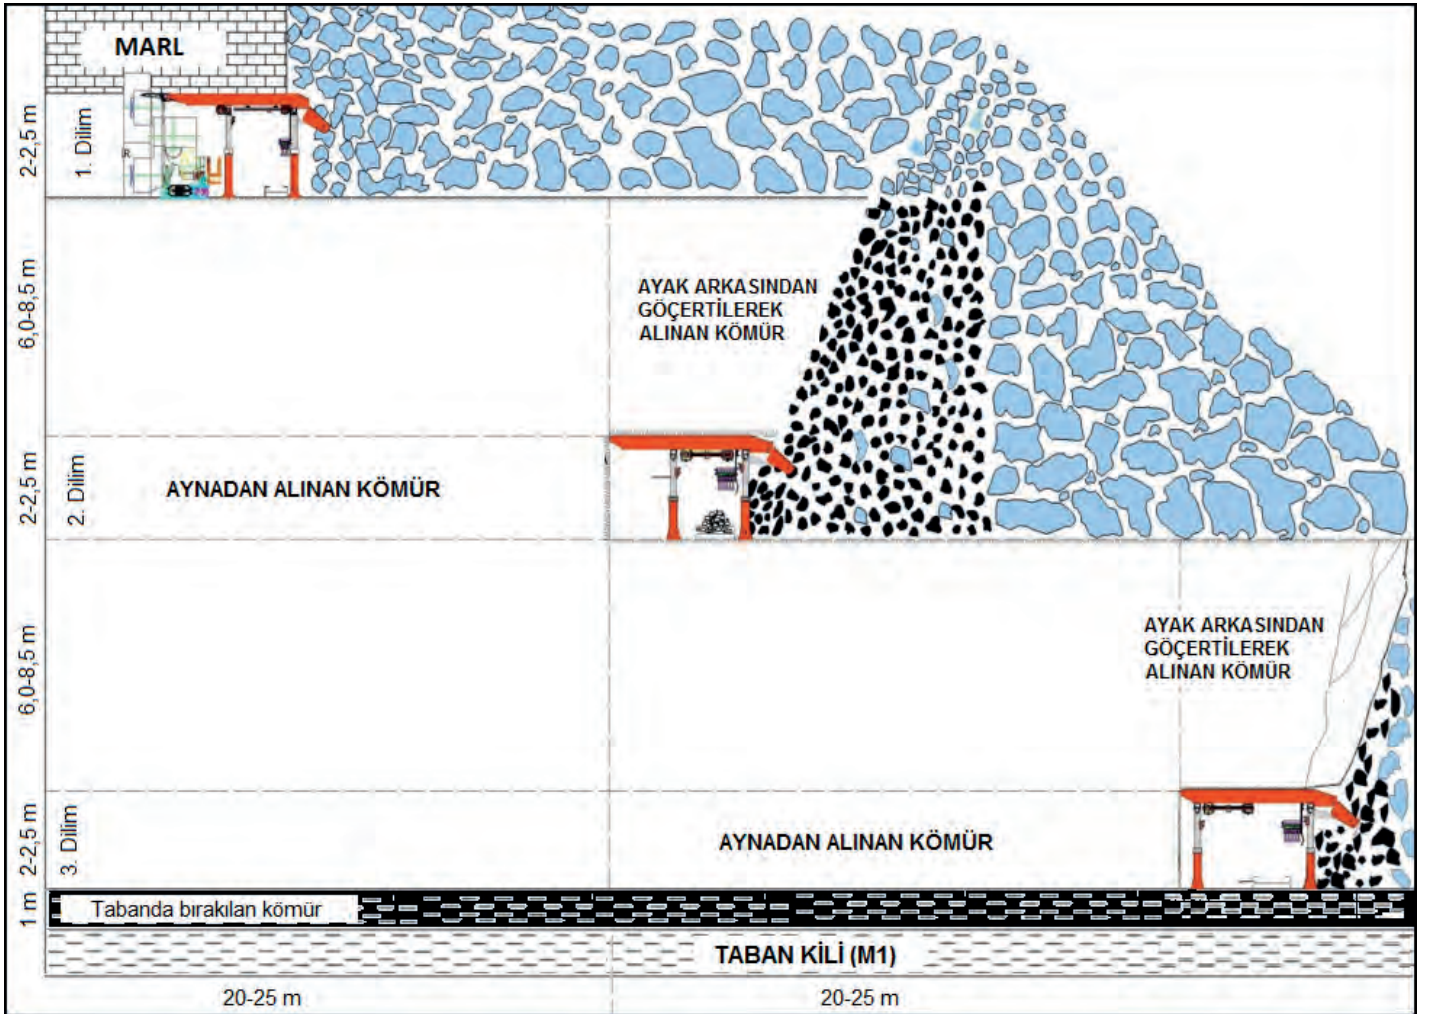 MARL
2-2,5 m
1. Dilim
R
6,0-8,5 m
AYAK ARKASINDAN
GÖÇERTİLEREK
ALINAN KÖMÜR
2-2,5 m
2. Dilim
AYNADAN ALINAN KÖMÜR
6,0-8,5 m
AYAK ARKASINDAN
GÖÇERTİLEREK
ALINAN KÖMÜR
2-2,5 m
3. Dilim
AYNADAN ALINAN KÖMÜR
1 m
Tabanda bırakılan kömür
TABAN KİLİ (M1)
20-25 m
20-25 m